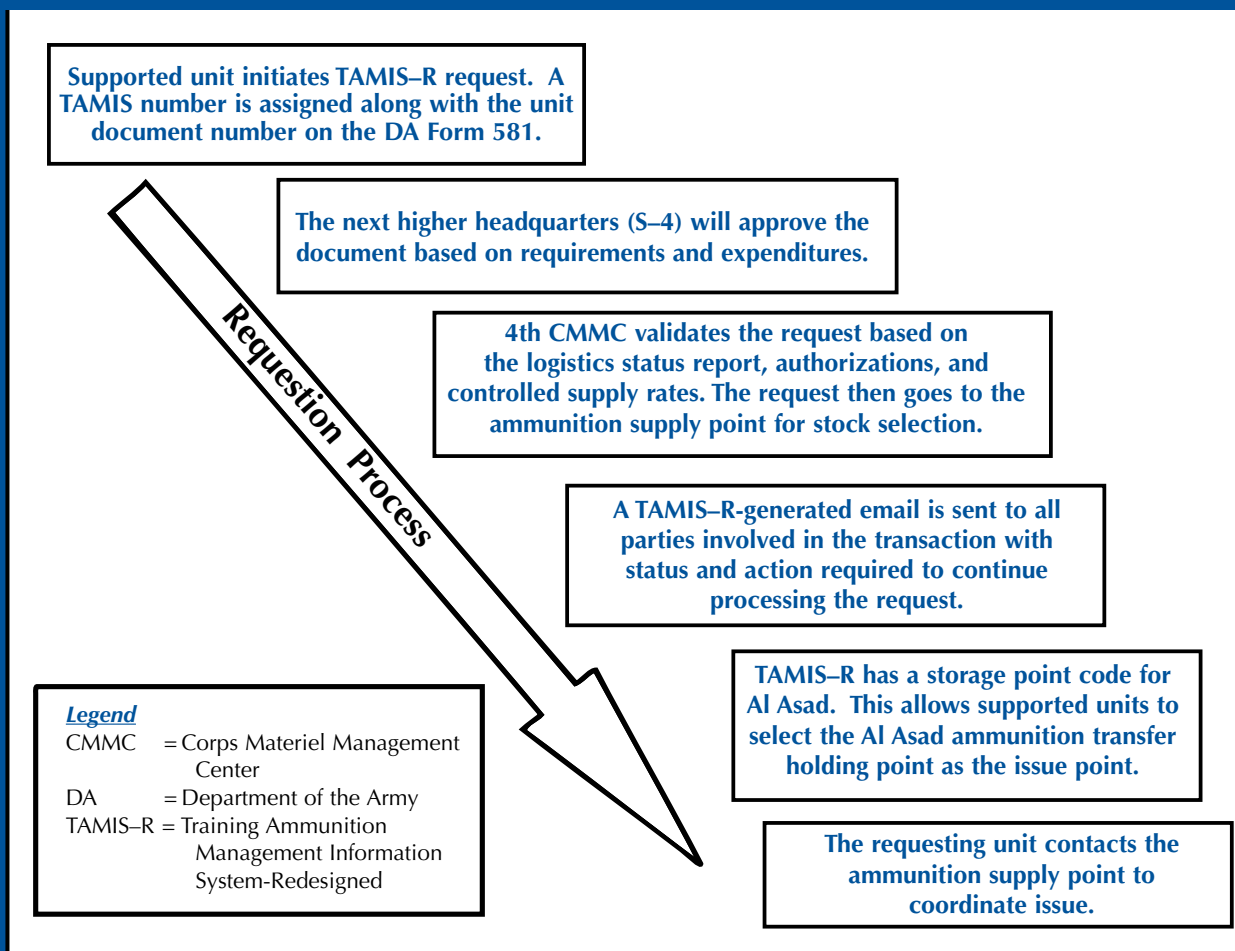 Supported unit initiates TAMIS–R request. A
TAMIS number is assigned along with the unit
document number on the DA Form 581.
The next higher headquarters (S–4) will approve the
document based on requirements and expenditures.
4th CMMC validates the request based on
the logistics status report, authorizations, and
controlled supply rates. The request then goes to the
ammunition supply point for stock selection.
A TAMIS–R-generated email is sent to all
parties involved in the transaction with
status and action required to continue
processing the request.
TAMIS–R has a storage point code for
Al Asad. This allows supported units to
select the Al Asad ammunition transfer
holding point as the issue point.
The requesting unit contacts the
ammunition supply point to
coordinate issue.
Requestion Process
Legend
CMMC = Corps Materiel Management
Center
DA = Department of the Army
TAMIS–R = Training Ammunition
Management Information
System-Redesigned